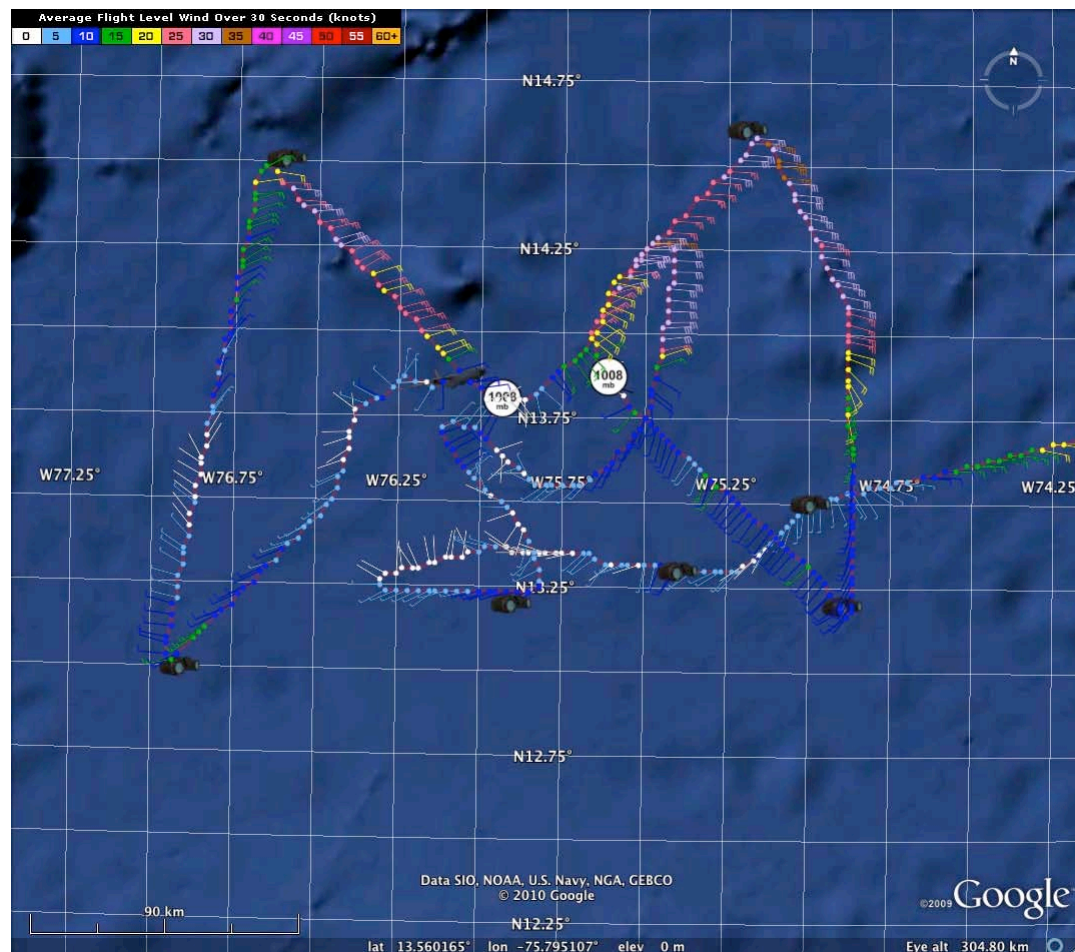 Average Flight Level Wind Over 30 Seconds (knots)
0 5 10 15 20 25 30 35 40 45 50 55 60+
N
N14.75°
N14.25°
1008
mb
1008
mb
N13.75°
W77.25° W76.75° W76.25° W75.75° W75.25° W74.75° W74.25°
N13.25°
N12.75°
Data SIO, NOAA, U.S. Navy, NGA, GEBCO
© 2010 Google
©2009 Google
90 km
N12.25°
lat 13.560165° lon -75.795107° elev 0 m Eye alt 304.80 km